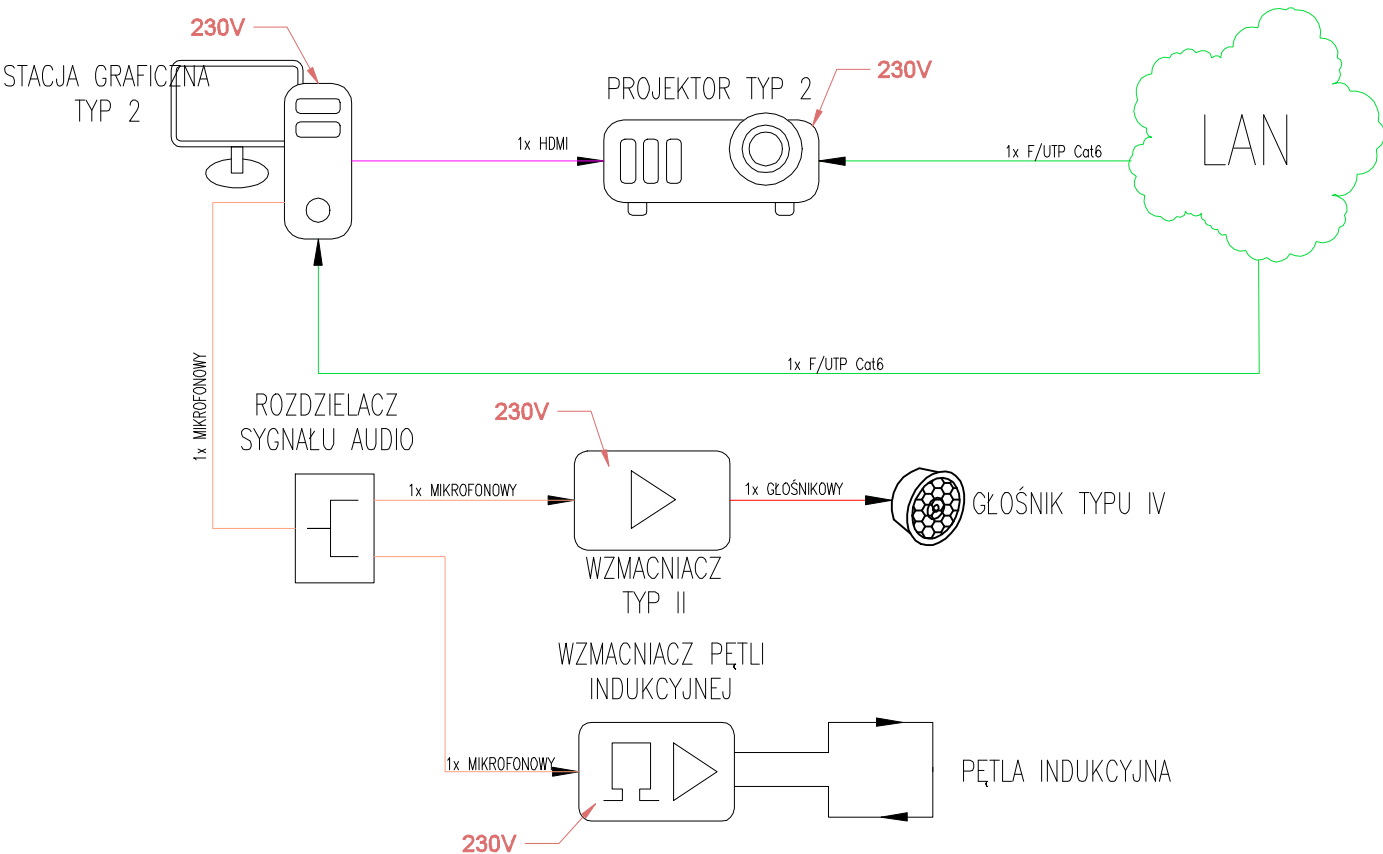 230V
STACJA GRAFICZNA
TYP 2
PROJEKTOR TYP 2
230V
LAN
1x HDMI
1x F/UTP Cat6
1x F/UTP Cat6
1x MIKROFONOWY
ROZDZIELACZ
SYGNAŁU AUDIO
230V
1x MIKROFONOWY
1x GŁOŚNIKOWY
GŁOŚNIK TYPU IV
WZMACNIACZ
TYP II
WZMACNIACZ PĘTLI
INDUKCYJNEJ
1x MIKROFONOWY
PĘTLA INDUKCYJNA
230V